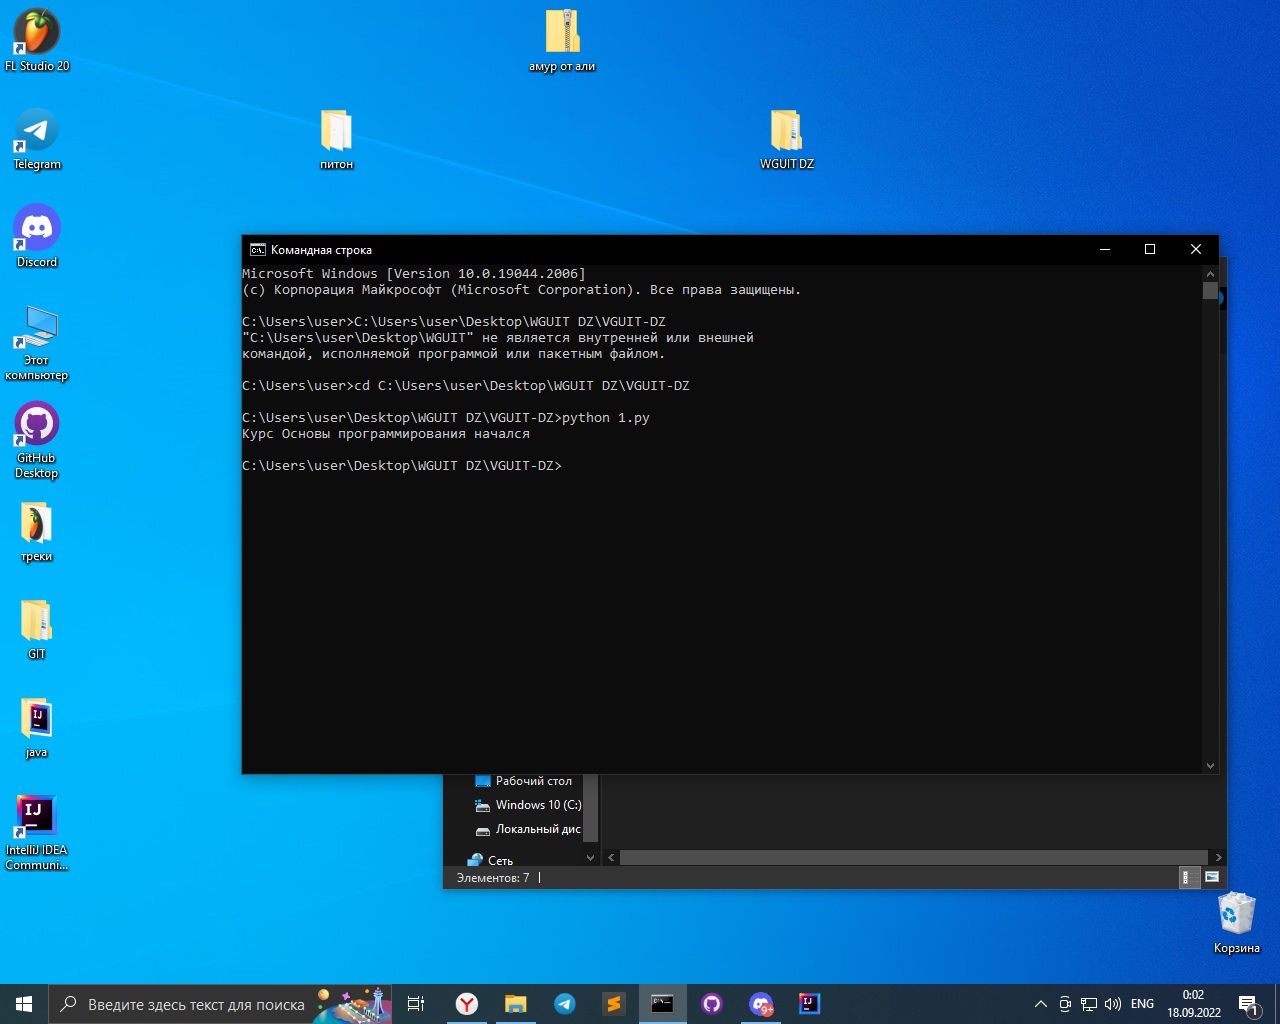 FL Studio 20
амур от али
Telegram
питон
WGUIT DZ
Discord
Командная строка
Microsoft Windows [Version 10.0.19044.2006]
(c) Корпорация Майкрософт (Microsoft Corporation). Все права защищены.
C:\Users\user>C:\Users\user\Desktop\WGUIT DZ\VGUIT-DZ
"C:\Users\user\Desktop\WGUIT" не является внутренней или внешней
командой, исполняемой программой или пакетным файлом.
C:\Users\user>cd C:\Users\user\Desktop\WGUIT DZ\VGUIT-DZ
C:\Users\user\Desktop\WGUIT DZ\VGUIT-DZ>python 1.py
Курс Основы программирования начался
C:\Users\user\Desktop\WGUIT DZ\VGUIT-DZ>
Этот
компьютер
GitHub
Desktop
треки
GIT
java
IJ
IntelliJ IDEA
Communi...
Рабочий стол
Windows 10 (C:)
Локальный дис
Сеть
Элементов: 7
Корзина
Введите здесь текст для поиска
9+
ENG
0:02
18.09.2022
1